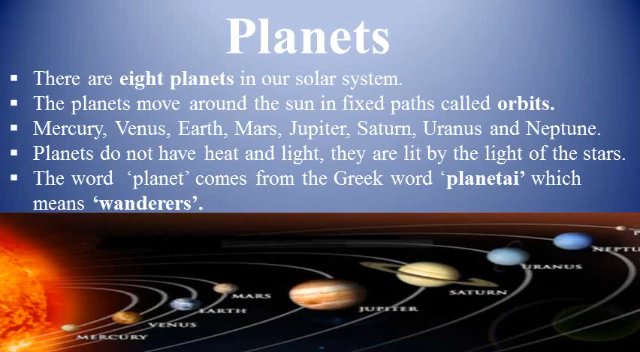 Planets
▪ There are eight planets in our solar system.
▪ The planets move around the sun in fixed paths called orbits.
▪ Mercury, Venus, Earth, Mars, Jupiter, Saturn, Uranus and Neptune.
▪ Planets do not have heat and light, they are lit by the light of the stars.
▪ The word ‘planet’ comes from the Greek word ‘planetai’ which
means ‘wanderers’.
MERCURY
VENUS
EARTH
MARS
JUPITER
SATURN
URANUS
NEPTU